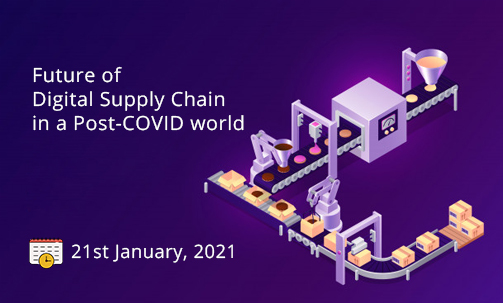 Future of
Digital Supply Chain
in a Post-COVID world
21st January, 2021